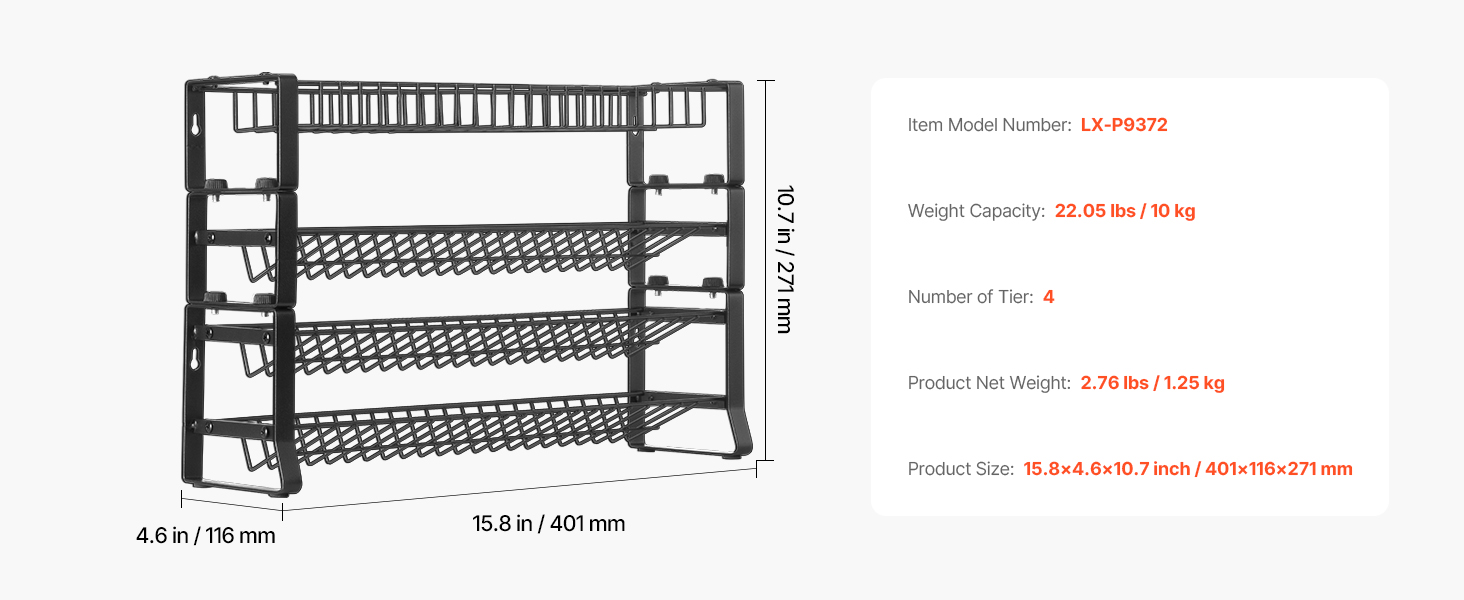 10.7 in / 271 mm
4.6 in / 116 mm
15.8 in / 401 mm
Item Model Number: LX-P9372
Weight Capacity: 22.05 lbs / 10 kg
Number of Tier: 4
Product Net Weight: 2.76 lbs / 1.25 kg
Product Size: 15.8×4.6×10.7 inch / 401×116×271 mm